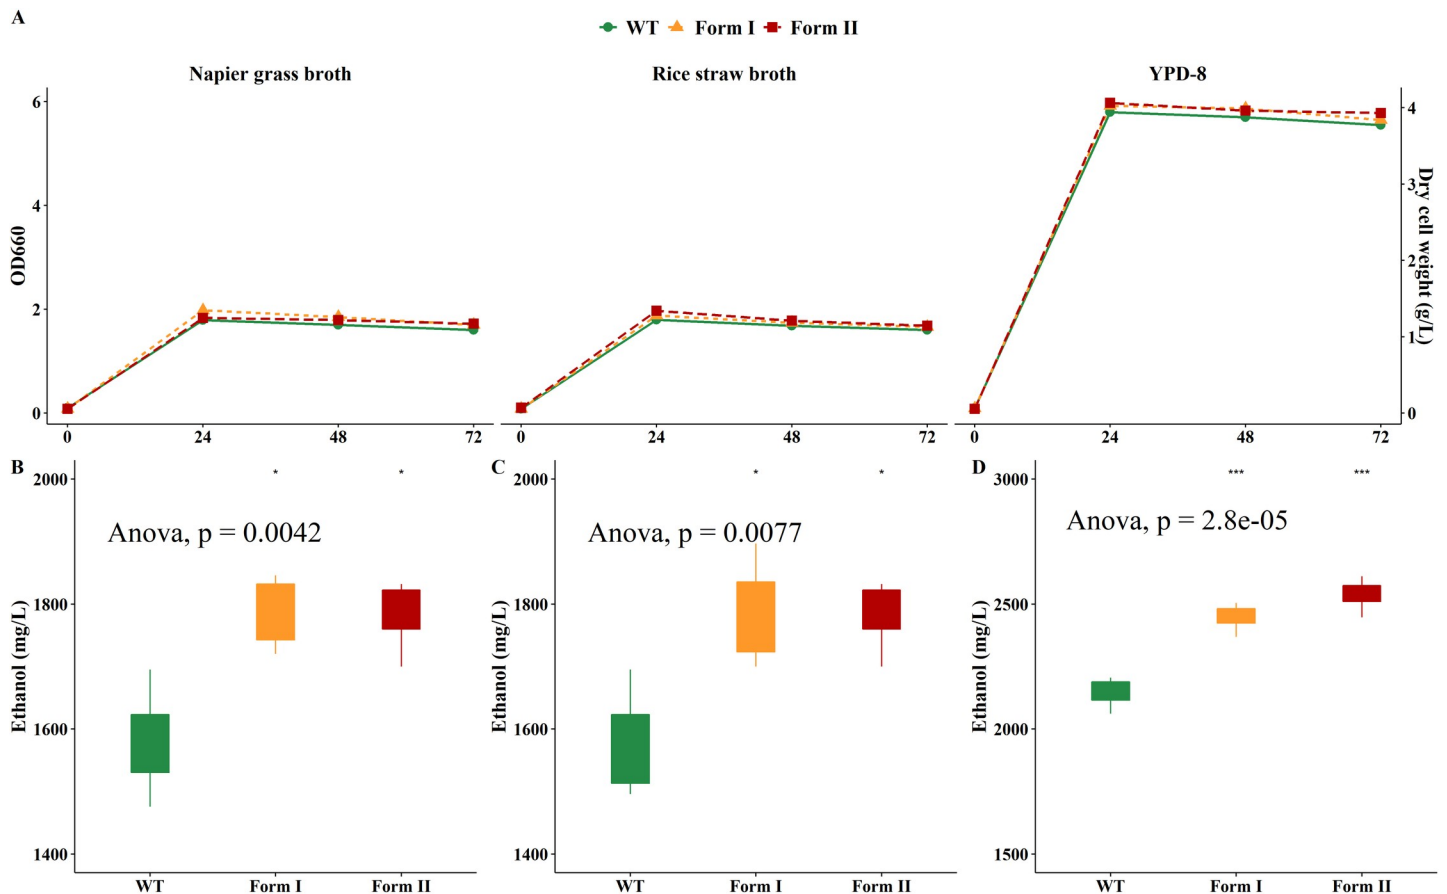 A
WT Form I Form II
Napier grass broth Rice straw broth YPD-8
OD660
6
4
2
0
Dry cell weight (g/L)
4
3
2
1
0
0 24 48 72 0 24 48 72 0 24 48 72
B
2000
1800
1600
1400
Ethanol (mg/L)
* *
Anova, p = 0.0042
WT Form I Form II
C
2000
1800
1600
1400
Ethanol (mg/L)
* *
Anova, p = 0.0077
WT Form I Form II
D
3000
2500
2000
1500
Ethanol (mg/L)
*** ***
Anova, p = 2.8e-05
WT Form I Form II